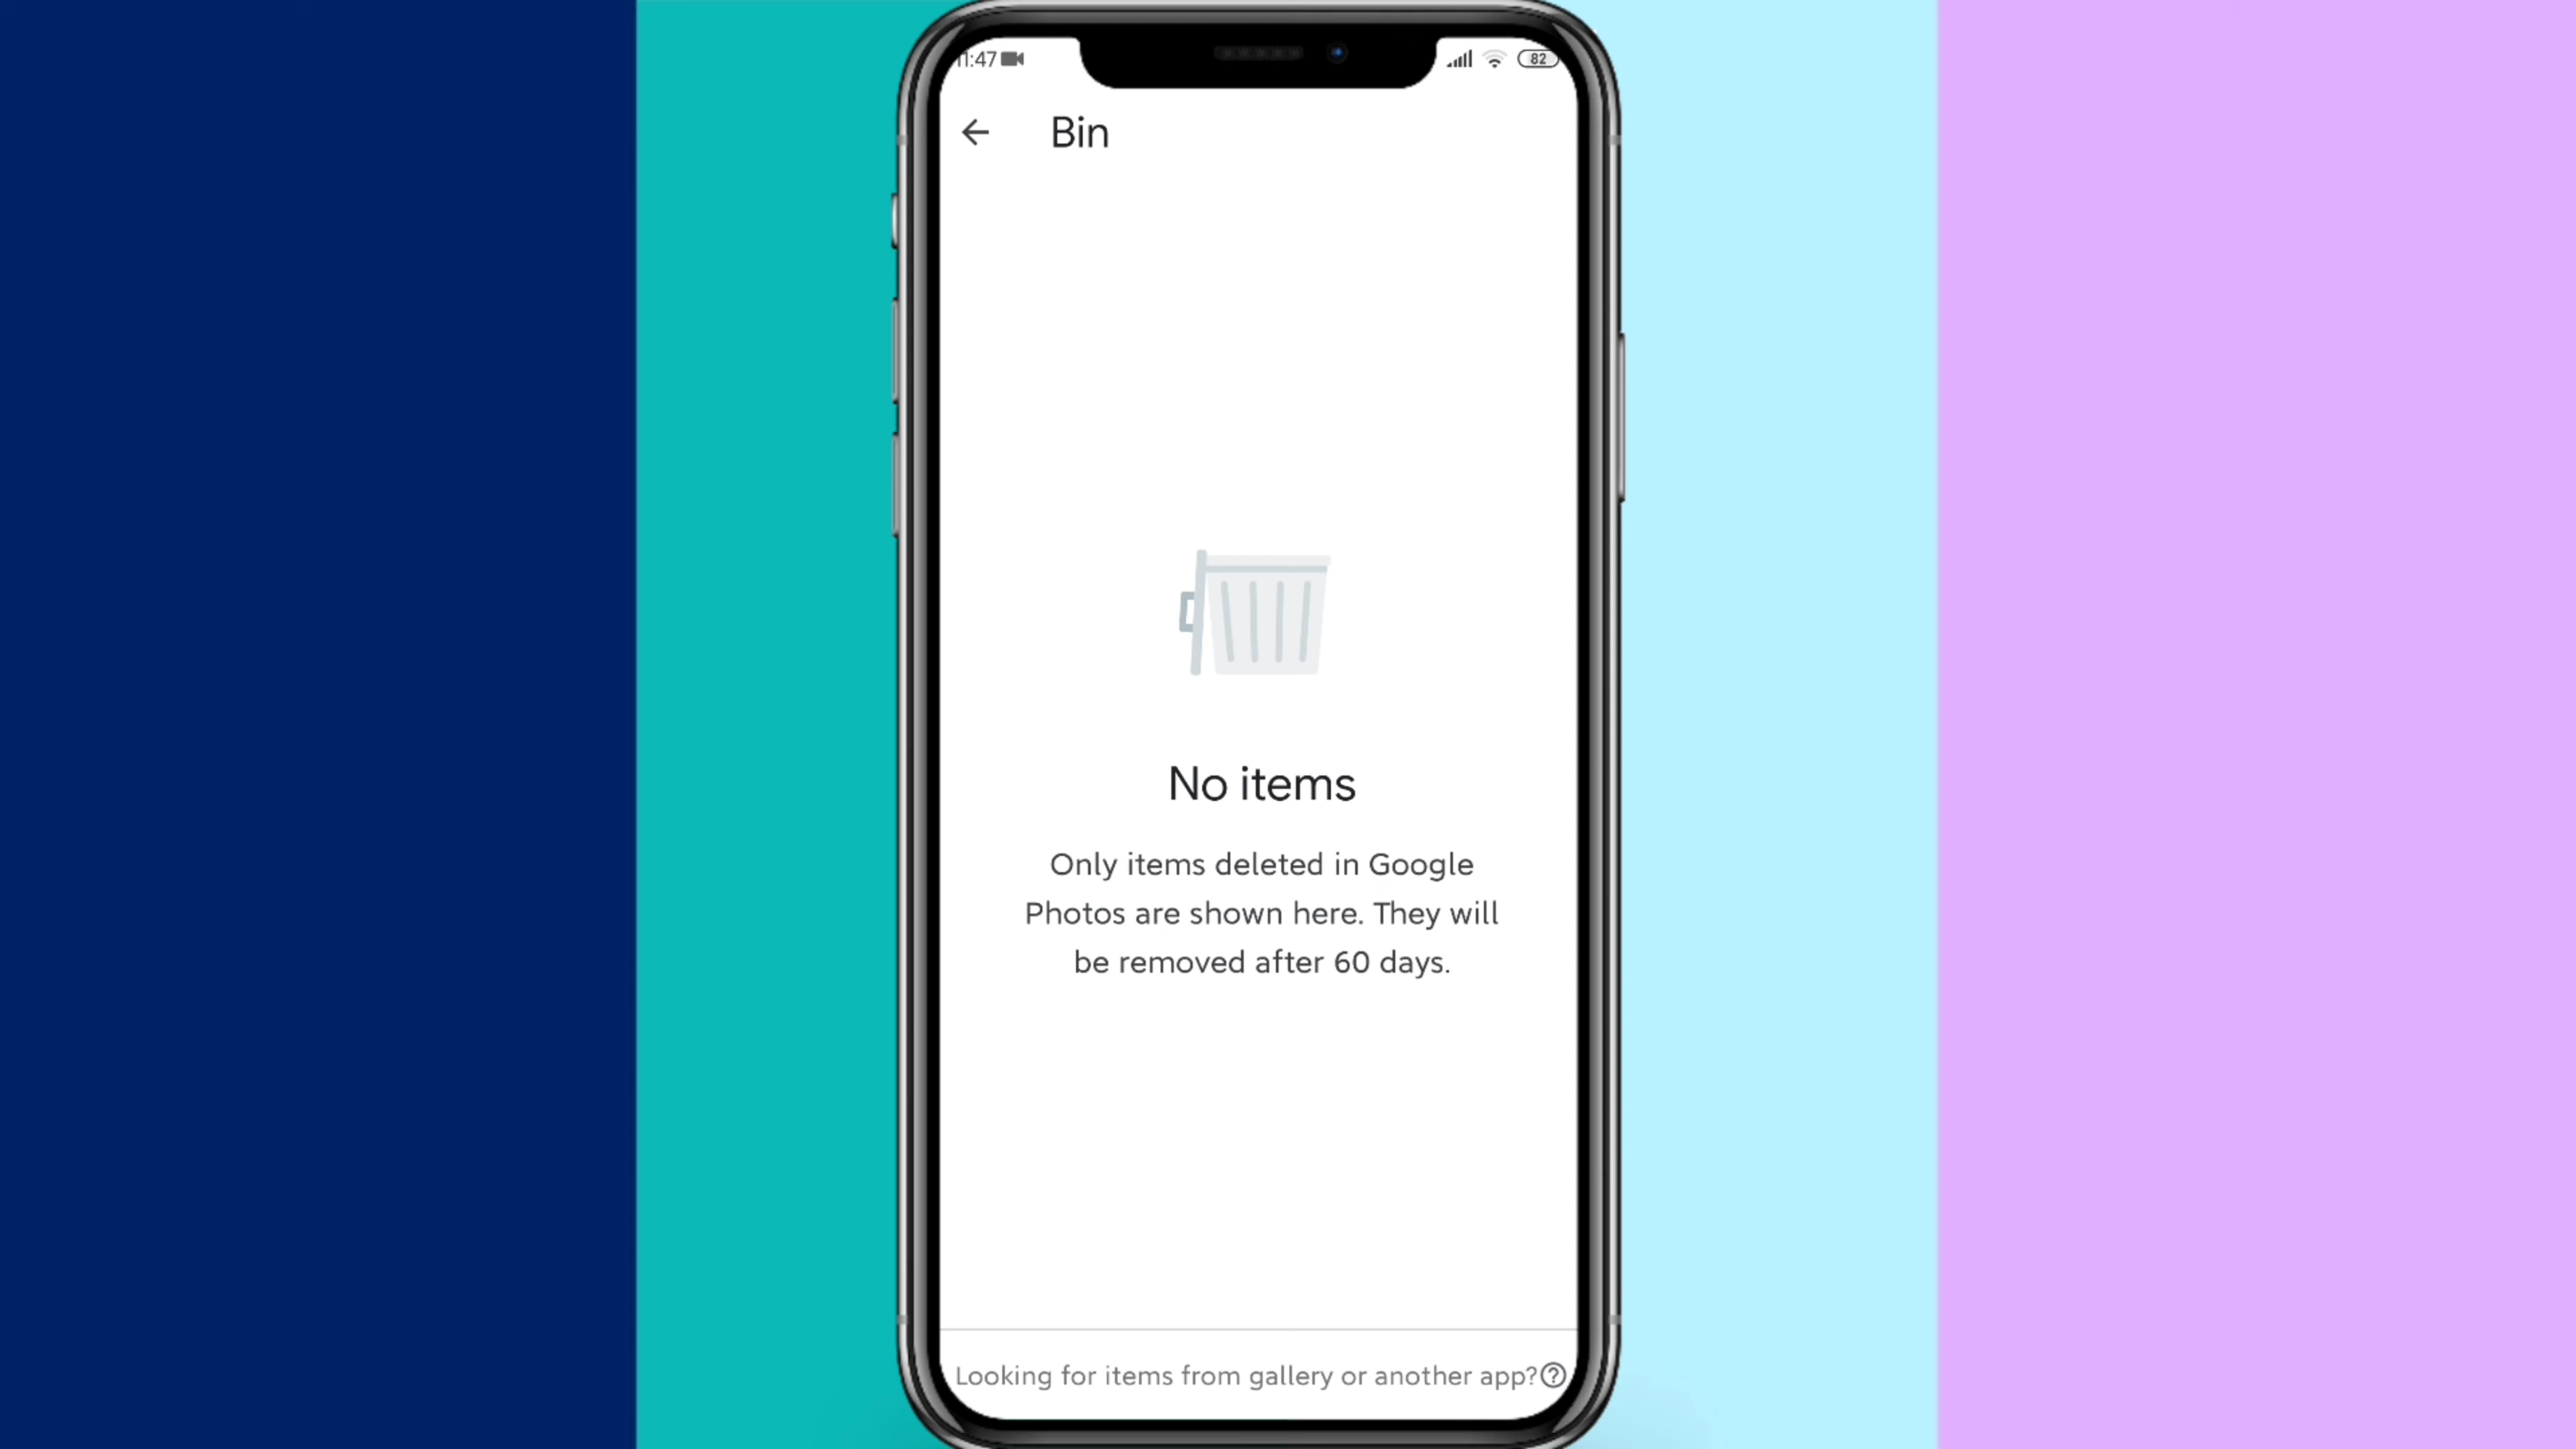 11:47
82
Bin
No items
Only items deleted in Google
Photos are shown here. They will
be removed after 60 days.
Looking for items from gallery or another app?